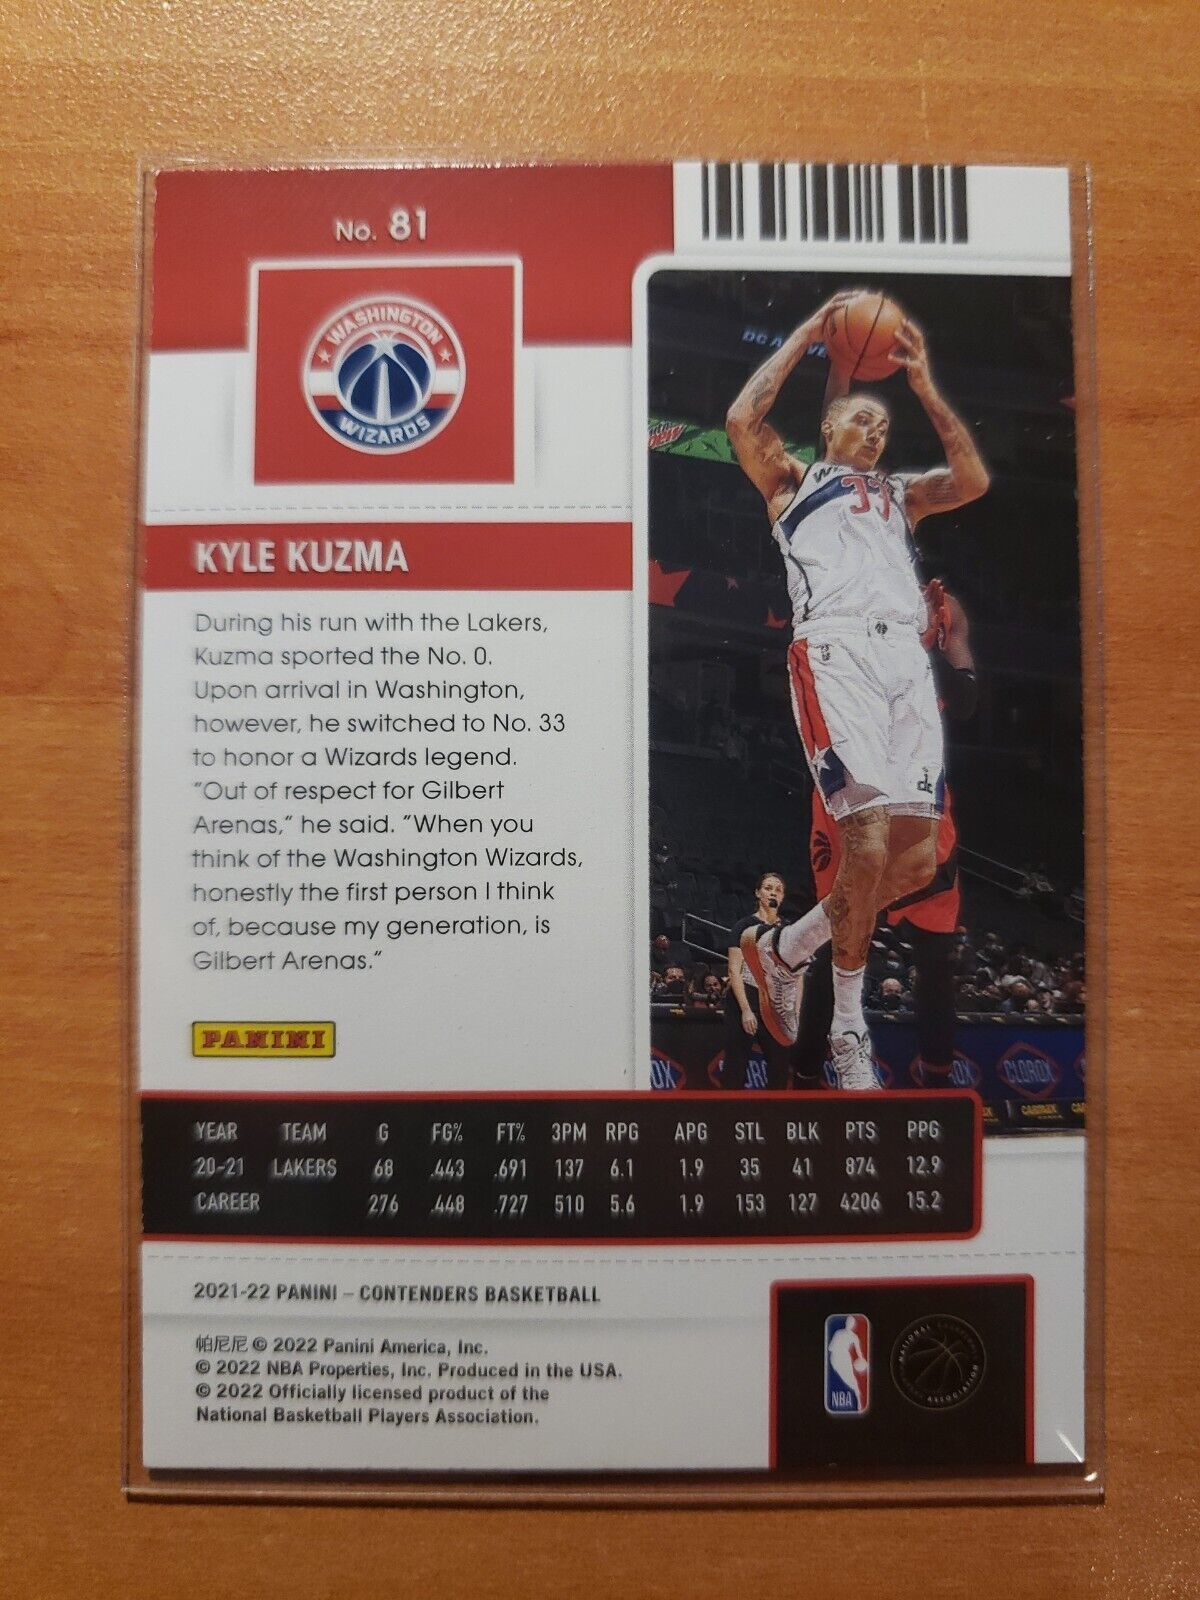 No. 81
WASHINGTON
WIZARDS
KYLE KUZMA
During his run with the Lakers,
Kuzma sported the No. 0.
Upon arrival in Washington,
however, he switched to No. 33
to honor a Wizards legend.
"Out of respect for Gilbert
Arenas," he said. "When you
think of the Washington Wizards,
honestly the first person I think
of, because my generation, is
Gilbert Arenas."
PANINI
33
CLOROX
YEAR TEAM G FG% FT% 3PM RPG APG STL BLK PTS PPG
20-21 LAKERS 68 .443 .691 137 6.1 1.9 35 41 874 12.9
CAREER 276 .448 .727 510 5.6 1.9 153 127 4206 15.2
2021-22 PANINI – CONTENDERS BASKETBALL
帕尼尼 © 2022 Panini America, Inc.
© 2022 NBA Properties, Inc. Produced in the USA.
© 2022 Officially licensed product of the
National Basketball Players Association.
NBA
NATIONAL BASKETBALL
ASSOCIATION